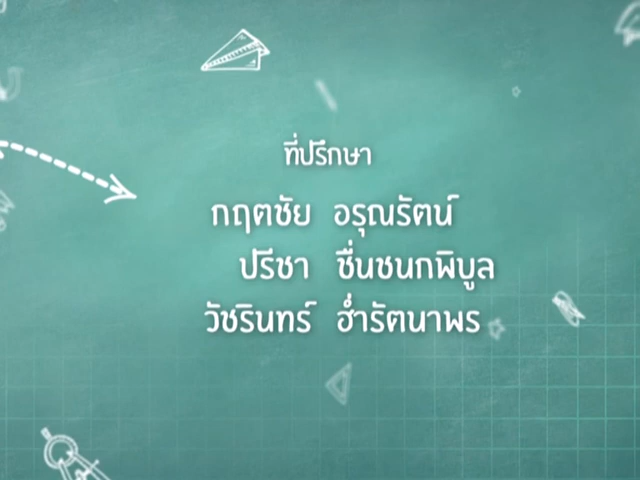 ที่ปรึกษา
กฤตชัย อรุณรัตน์
ปรีชา ชื่นชนกพิบูล
วัชรินทร์ ฮ่ำรัตนาพร